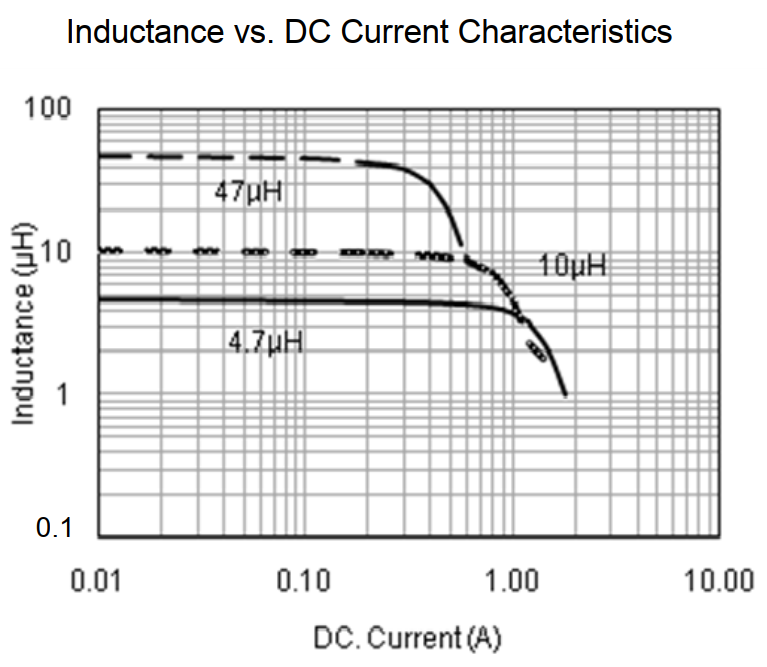 Inductance vs. DC Current Characteristics
100
47µH
10
10µH
4.7µH
1
0.1
0.01 0.10 1.00 10.00
DC. Current (A)
Inductance (µH)